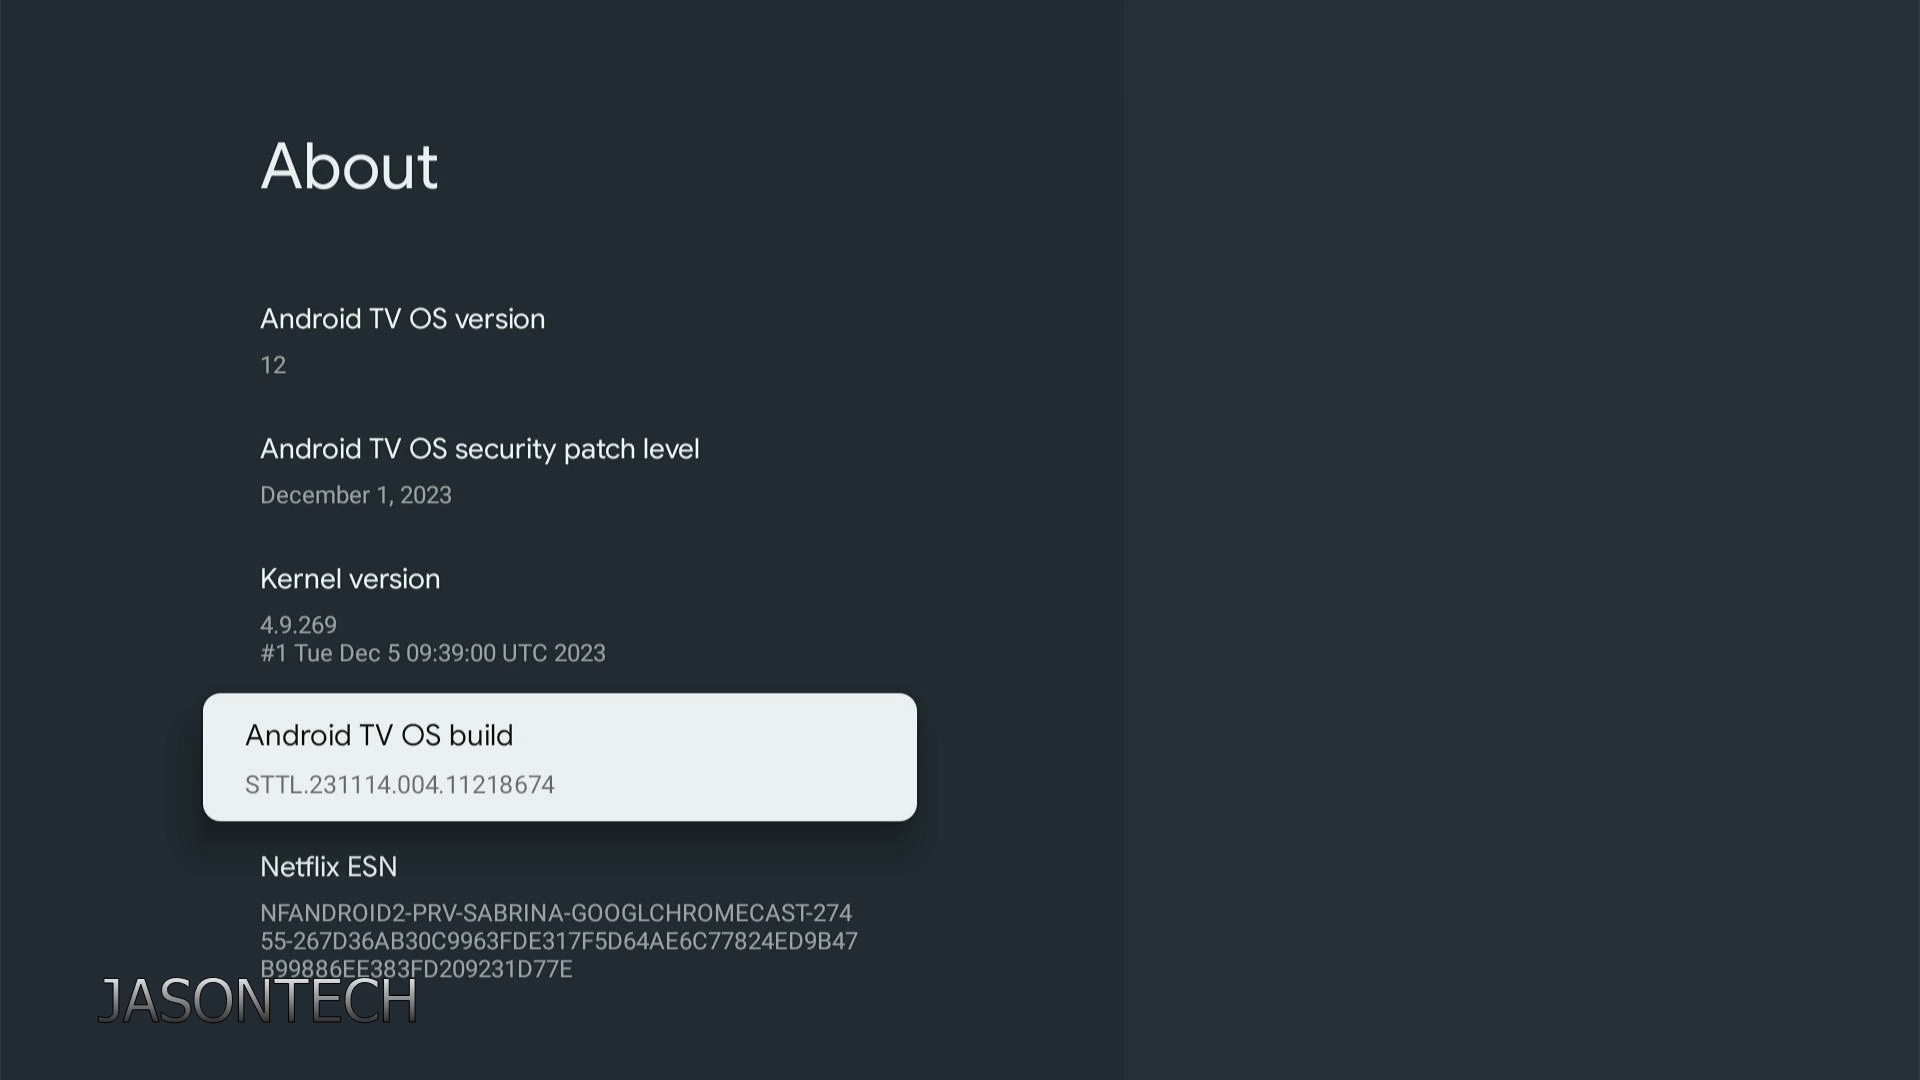 About
Android TV OS version
12
Android TV OS security patch level
December 1, 2023
Kernel version
4.9.269
#1 Tue Dec 5 09:39:00 UTC 2023
Android TV OS build
STTL.231114.004.11218674
Netflix ESN
NFANDROID2-PRV-SABRINA-GOOGLCHROMECAST-274
55-267D36AB30C9963FDE317F5D64AE6C77824ED9B47
B99886EE383FD209231D77E
JASONTECH